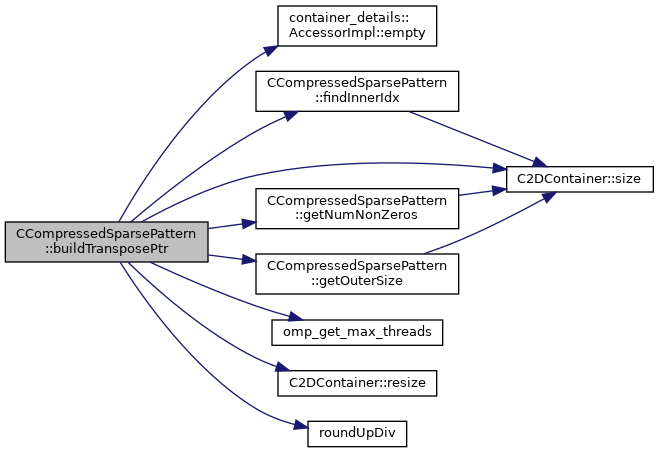 container_details::
AccessorImpl::empty
CCompressedSparsePattern
::findInnerIdx
C2DContainer::size
CCompressedSparsePattern
::getNumNonZeros
CCompressedSparsePattern
::buildTransposePtr
CCompressedSparsePattern
::getOuterSize
omp_get_max_threads
C2DContainer::resize
roundUpDiv